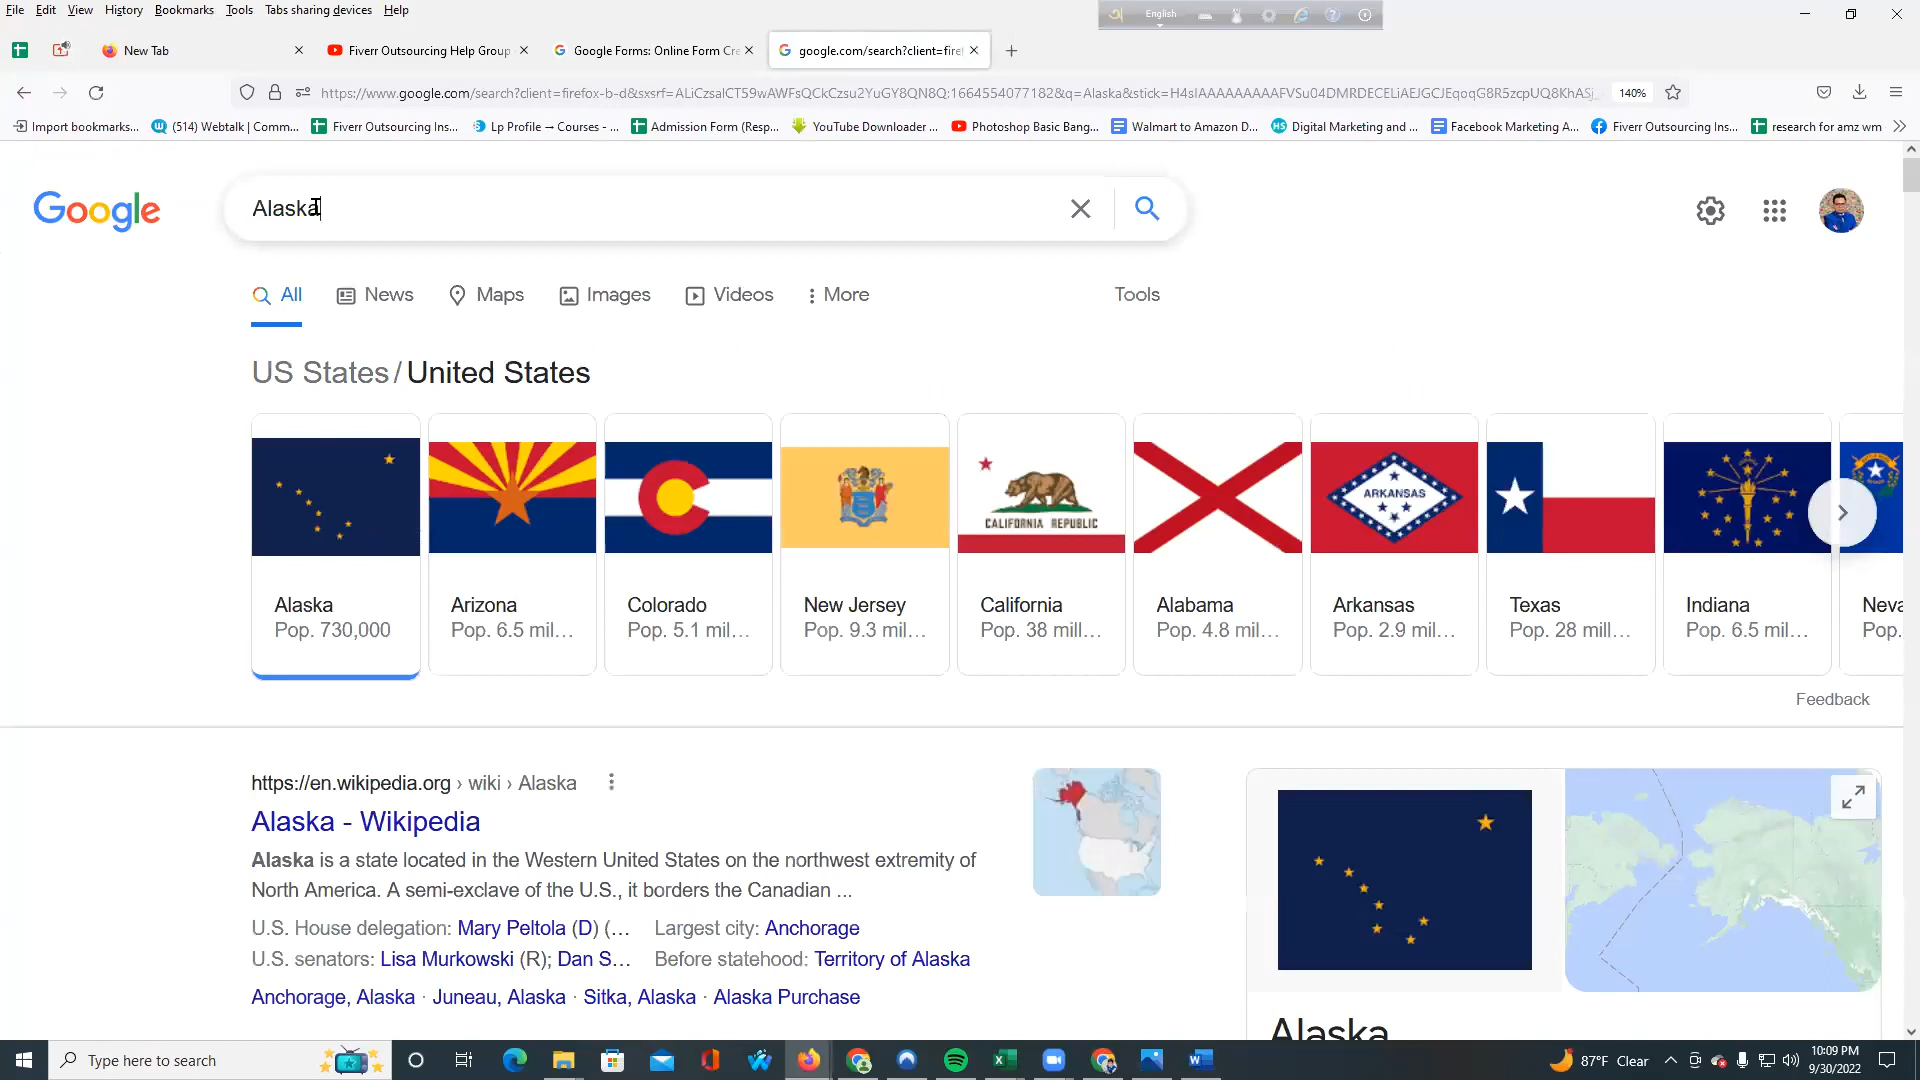 File Edit View History Bookmarks Tools Tabs sharing devices Help
English
New Tab
Fiverr Outsourcing Help Group
Google Forms: Online Form Cre
google.com/search?client=firef
https://www.google.com/search?client=firefox-b-d&sxsrf=ALiCzsalCT59wAWFsQCkCzsu2YuGY8QN8Q:1664554077182&q=Alaska&stick=H4sIAAAAAAAAAFVSu04DMRDECELiAEJGCJEqoqG8R5zcpUQ8KhASj_
140%
Import bookmarks...
(514) Webtalk | Comm...
Fiverr Outsourcing Ins...
Lp Profile → Courses - ...
Admission Form (Resp...
YouTube Downloader ...
Photoshop Basic Bang...
Walmart to Amazon D...
Digital Marketing and ...
Facebook Marketing A...
Fiverr Outsourcing Ins...
research for amz wm
Google
Alaska
All News Maps Images Videos More Tools
US States / United States
CALIFORNIA REPUBLIC
ARKANSAS
Alaska
Pop. 730,000
Arizona
Pop. 6.5 mil...
Colorado
Pop. 5.1 mil...
New Jersey
Pop. 9.3 mil...
California
Pop. 38 mill...
Alabama
Pop. 4.8 mil...
Arkansas
Pop. 2.9 mil...
Texas
Pop. 28 mill...
Indiana
Pop. 6.5 mil...
Neva
Pop.
Feedback
https://en.wikipedia.org › wiki › Alaska
Alaska - Wikipedia
Alaska is a state located in the Western United States on the northwest extremity of
North America. A semi-exclave of the U.S., it borders the Canadian ...
U.S. House delegation: Mary Peltola (D) (... Largest city: Anchorage
U.S. senators: Lisa Murkowski (R); Dan S... Before statehood: Territory of Alaska
Anchorage, Alaska · Juneau, Alaska · Sitka, Alaska · Alaska Purchase
Alaska
Type here to search
87°F Clear
10:09 PM
9/30/2022